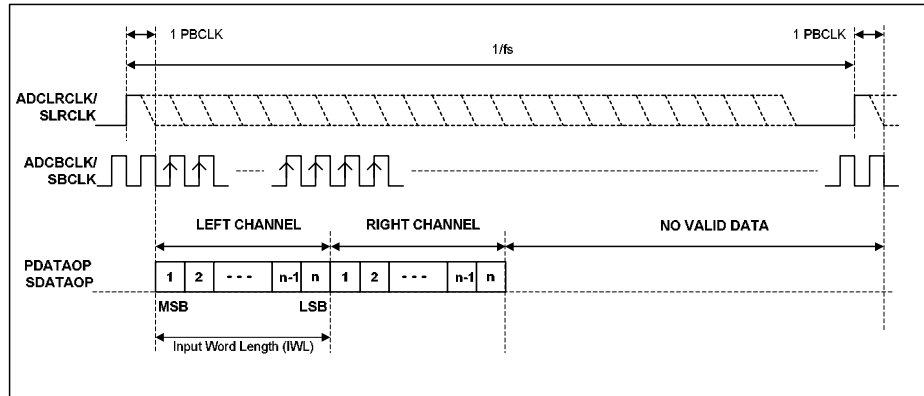 1 PBCLK
1 PBCLK
1/fs
ADCLRCLK/
SLRCLK
ADCBCLK/
SBCLK
LEFT CHANNEL
RIGHT CHANNEL
NO VALID DATA
PDATAOP
SDATAOP
1 2 - - - n-1 n 1 2 - - - n-1 n
MSB LSB
Input Word Length (IWL)